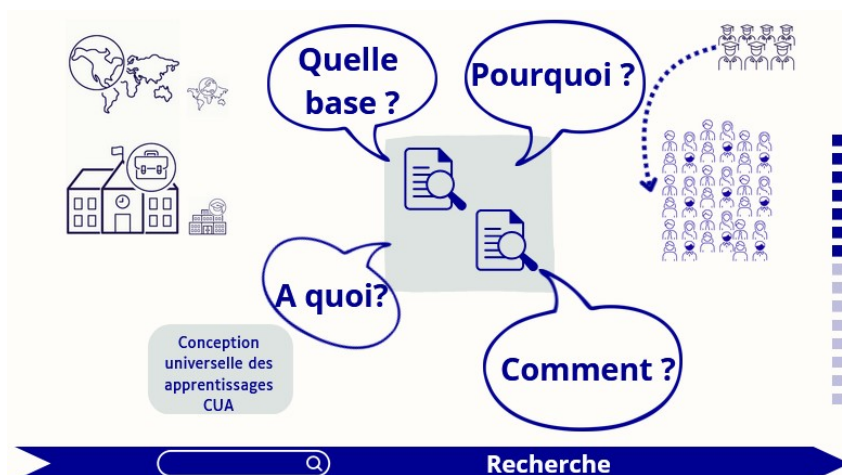 Quelle
base ?
Pourquoi ?
A quoi?
Comment ?
Conception
universelle des
apprentissages
CUA
Recherche